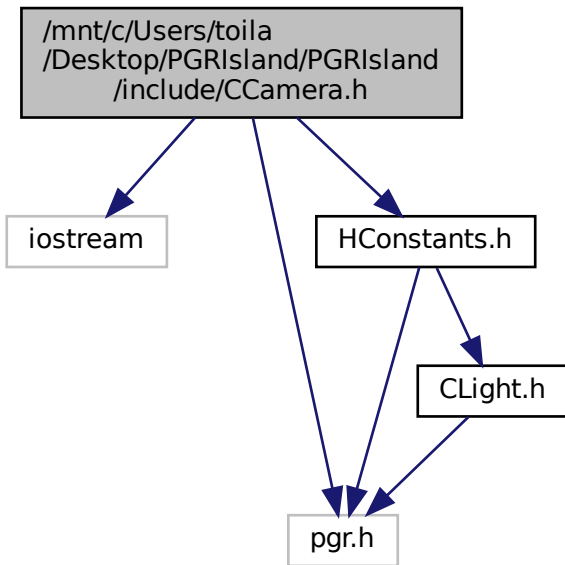 /mnt/c/Users/toila
/Desktop/PGRIsland/PGRIsland
/include/CCamera.h
iostream
HConstants.h
CLight.h
pgr.h